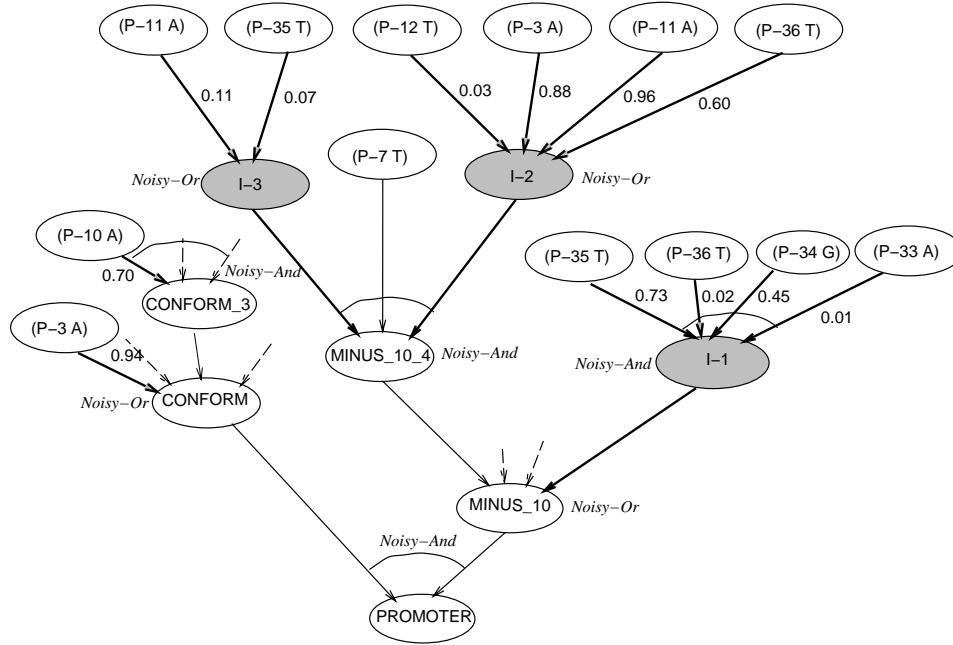 (P−11 A) (P−35 T) (P−12 T) (P−3 A) (P−11 A) (P−36 T)
0.11 0.07 0.03 0.88 0.96 0.60
(P−7 T)
Noisy−Or I−3 I−2 Noisy−Or
(P−10 A)
(P−35 T) (P−36 T) (P−34 G) (P−33 A)
0.70 Noisy−And
CONFORM_3 0.73 0.02 0.45 0.01
(P−3 A)
0.94 MINUS_10_4 Noisy−And Noisy−And I−1
Noisy−Or CONFORM
MINUS_10 Noisy−Or
Noisy−And
PROMOTER